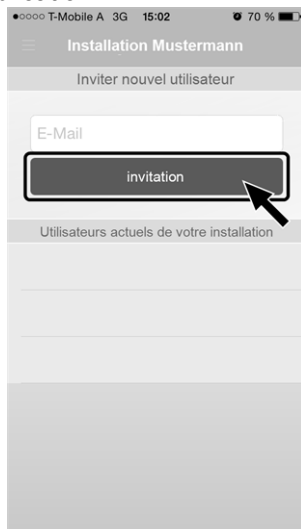 T-Mobile A 3G 15:02 70 %
Installation Mustermann
Inviter nouvel utilisateur
E-Mail
invitation
Utilisateurs actuels de votre installation